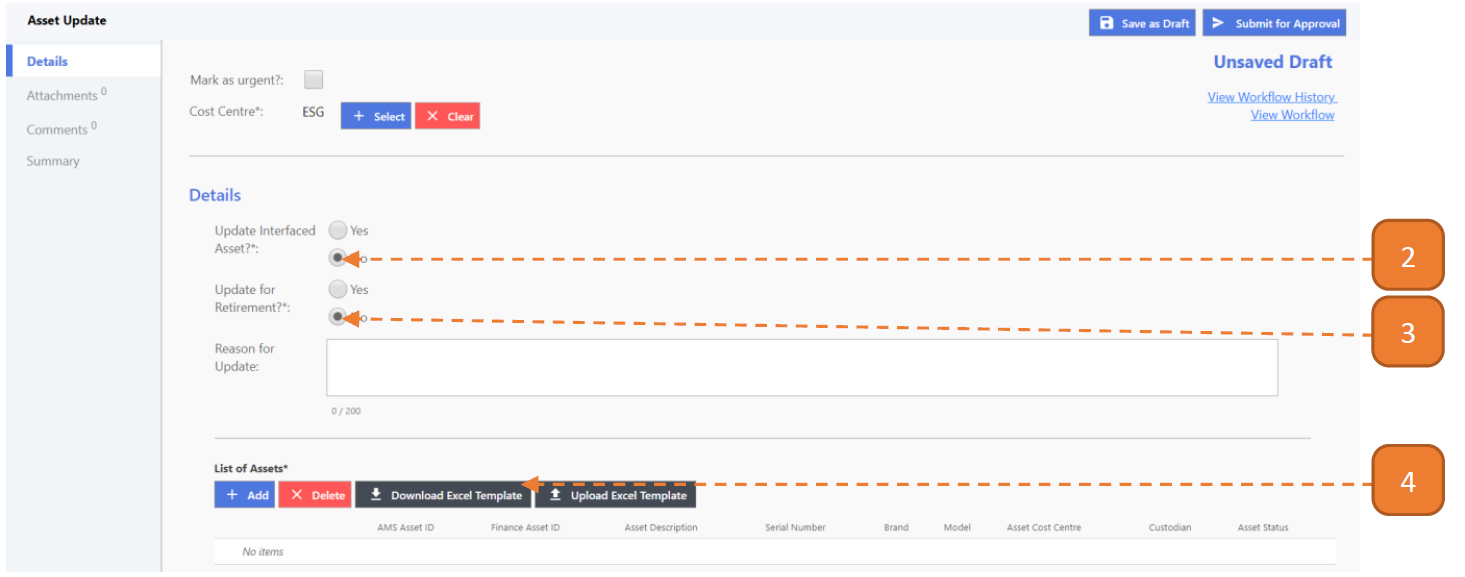 Asset Update
Save as Draft
Submit for Approval
Details
Unsaved Draft
Mark as urgent?:
Attachments 0
View Workflow History
Cost Centre*: ESG + Select × Clear
View Workflow
Comments 0
Summary
Details
Update Interfaced
Yes
Asset?*:
2
Update for
Yes
Retirement?*:
3
Reason for
Update:
0 / 200
List of Assets*
4
+ Add × Delete Download Excel Template Upload Excel Template
AMS Asset ID Finance Asset ID Asset Description Serial Number Brand Model Asset Cost Centre Custodian Asset Status
No items